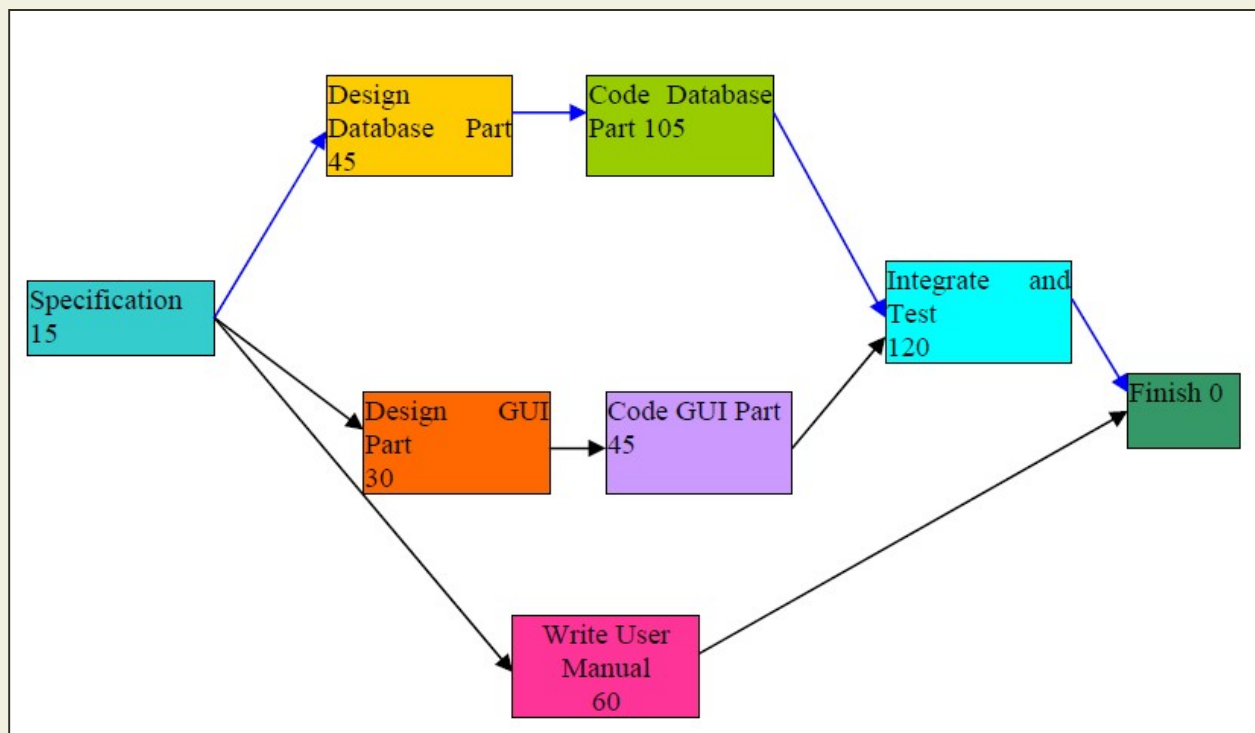 Design
Database Part
45
Code Database
Part 105
Specification
15
Integrate and
Test
120
Finish 0
Design GUI
Part
30
Code GUI Part
45
Write User
Manual
60